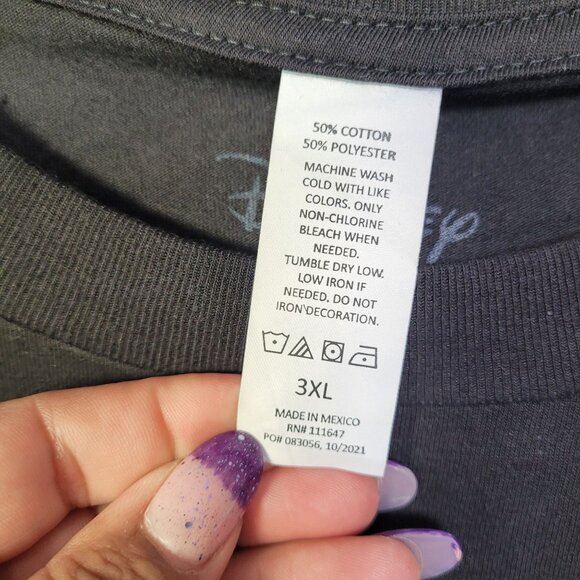 50% COTTON
50% POLYESTER
MACHINE WASH
COLD WITH LIKE
COLORS. ONLY
NON-CHLORINE
BLEACH WHEN
NEEDED.
TUMBLE DRY LOW.
LOW IRON IF
NEEDED. DO NOT
IRON\DECORATION.
3XL
MADE IN MEXICO
RN# 111647
PO# 083056, 10/2021